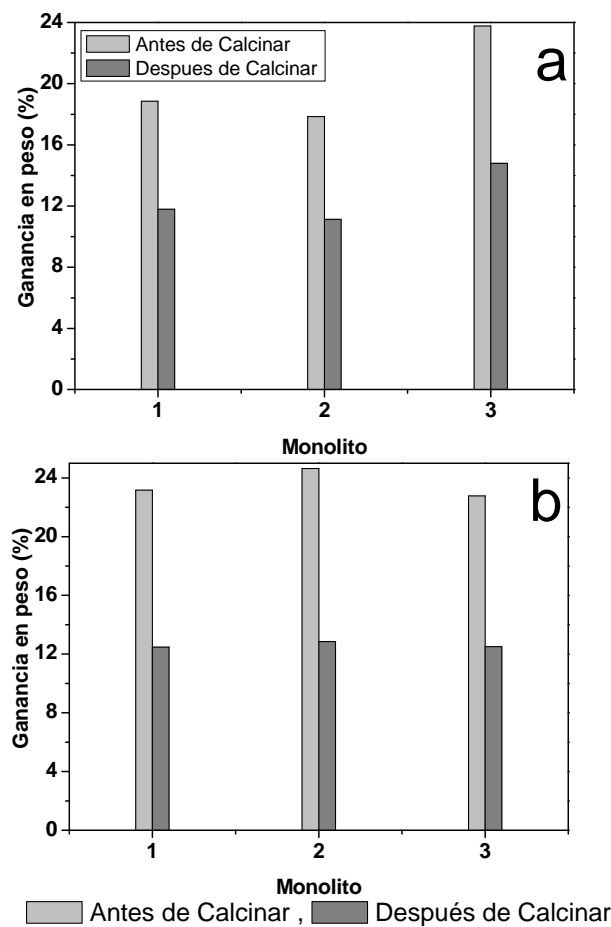 24
20
16
12
8
4
0
Ganancia en peso (%)
Antes de Calcinar
Despues de Calcinar
a
1 2 3
Monolito
24
20
16
12
8
4
0
Ganancia en peso (%)
b
1 2 3
Monolito
Antes de Calcinar , Después de Calcinar